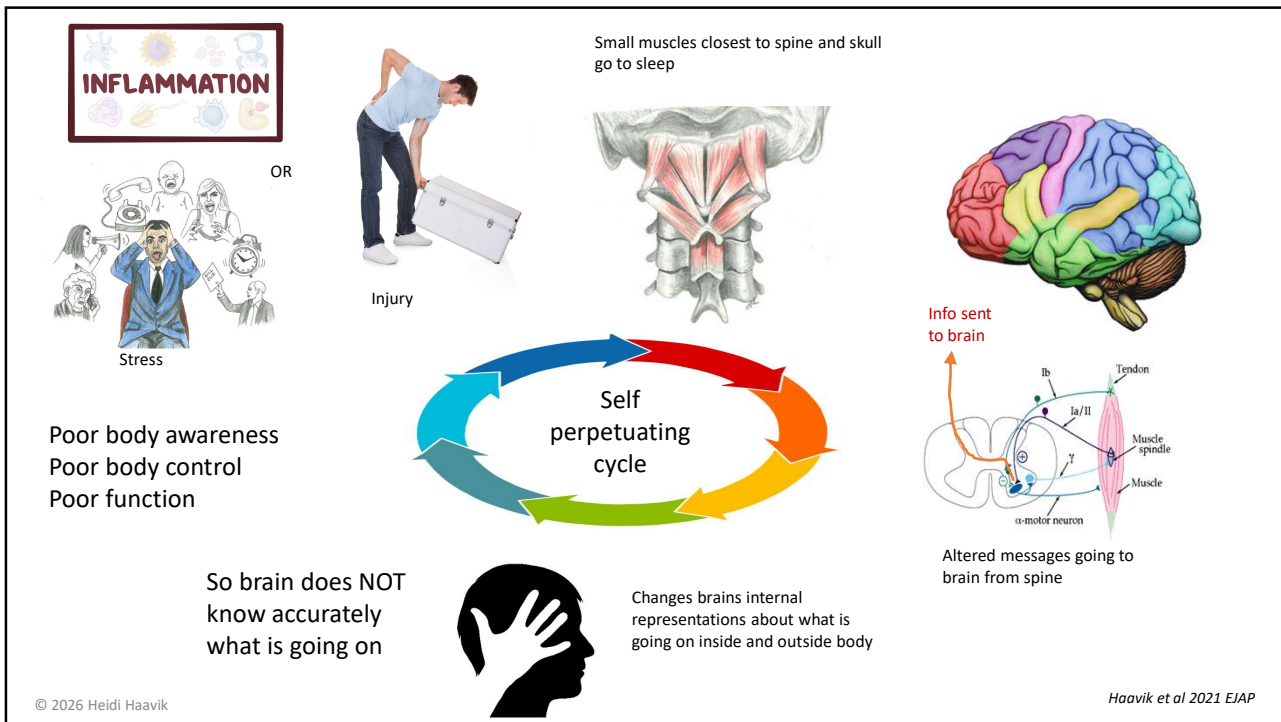 INFLAMMATION
OR
Stress
Injury
Small muscles closest to spine and skull
go to sleep
Info sent
to brain
Ib
Tendon
Ia/II
Muscle
spindle
γ
Muscle
α-motor neuron
Altered messages going to
brain from spine
Self
perpetuating
cycle
Poor body awareness
Poor body control
Poor function
So brain does NOT
know accurately
what is going on
Changes brains internal
representations about what is
going on inside and outside body
© 2026 Heidi Haavik
Haavik et al 2021 EJAP